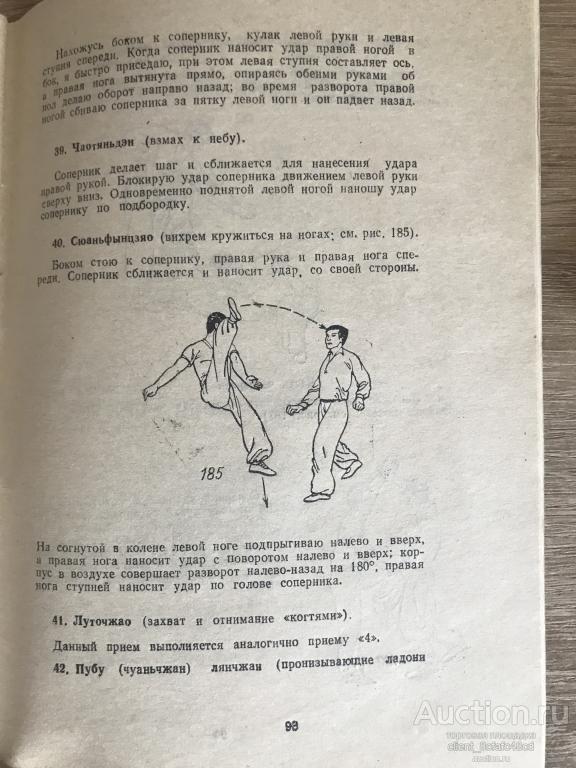 Нахожусь боком к сопернику, кулак левой руки и левая
ступня спереди. Когда соперник наносит удар правой ногой в
бок, я быстро приседаю, при этом левая ступня составляет ось,
а правая нога вытянута прямо, опираясь обеими руками об
пол делаю оборот направо назад; во время разворота правой
ногой сбиваю соперника за пятку левой ноги и он падает назад.
39. Чаотяньдэн (взмах к небу).
Соперник делает шаг и сближается для нанесения удара
правой рукой. Блокирую удар соперника движением левой руки
сверху вниз. Одновременно поднятой левой ногой наношу удар
сопернику по подбородку.
40. Сюаньфынцзяо (вихрем кружиться на ногах; см. рис. 185).
Боком стою к сопернику, правая рука и правая нога спе-
реди. Соперник сближается и наносит удар, со своей стороны.
185
На согнутой в колене левой ноге подпрыгиваю налево и вверх,
а правая нога наносит удар с поворотом налево и вверх; кор-
пус в воздухе совершает разворот налево-назад на 180°, правая
нога ступней наносит удар по голове соперника.
41. Луточжао (захват и отнимание «когтями»).
Данный прием выполняется аналогично приему «4».
42. Пубу (чуаньчжан) лянчжан (пронизывающие ладони
93
Auction.ru
торговая площадка
auction.ru